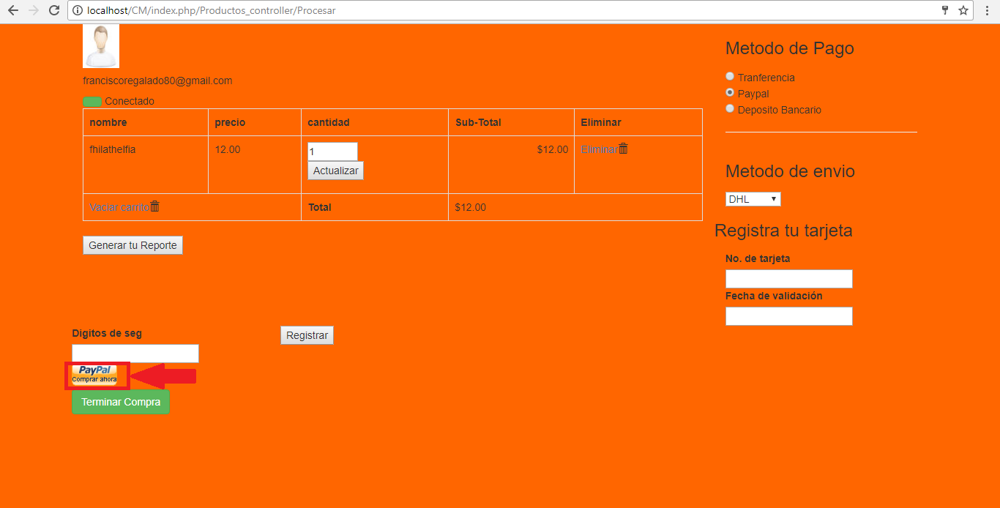 localhost/CM/index.php/Productos_controller/Procesar
franciscoregalado80@gmail.com
Conectado
nombre precio cantidad Sub-Total Eliminar
fhilathelfia 12.00 1 $12.00 Eliminar
Actualizar
Vaciar carrito Total $12.00
Generar tu Reporte
Metodo de Pago
Tranferencia
Paypal
Deposito Bancario
Metodo de envio
DHL
Registra tu tarjeta
No. de tarjeta
Fecha de validación
Digitos de seg
Registrar
PayPal
Comprar ahora
Terminar Compra